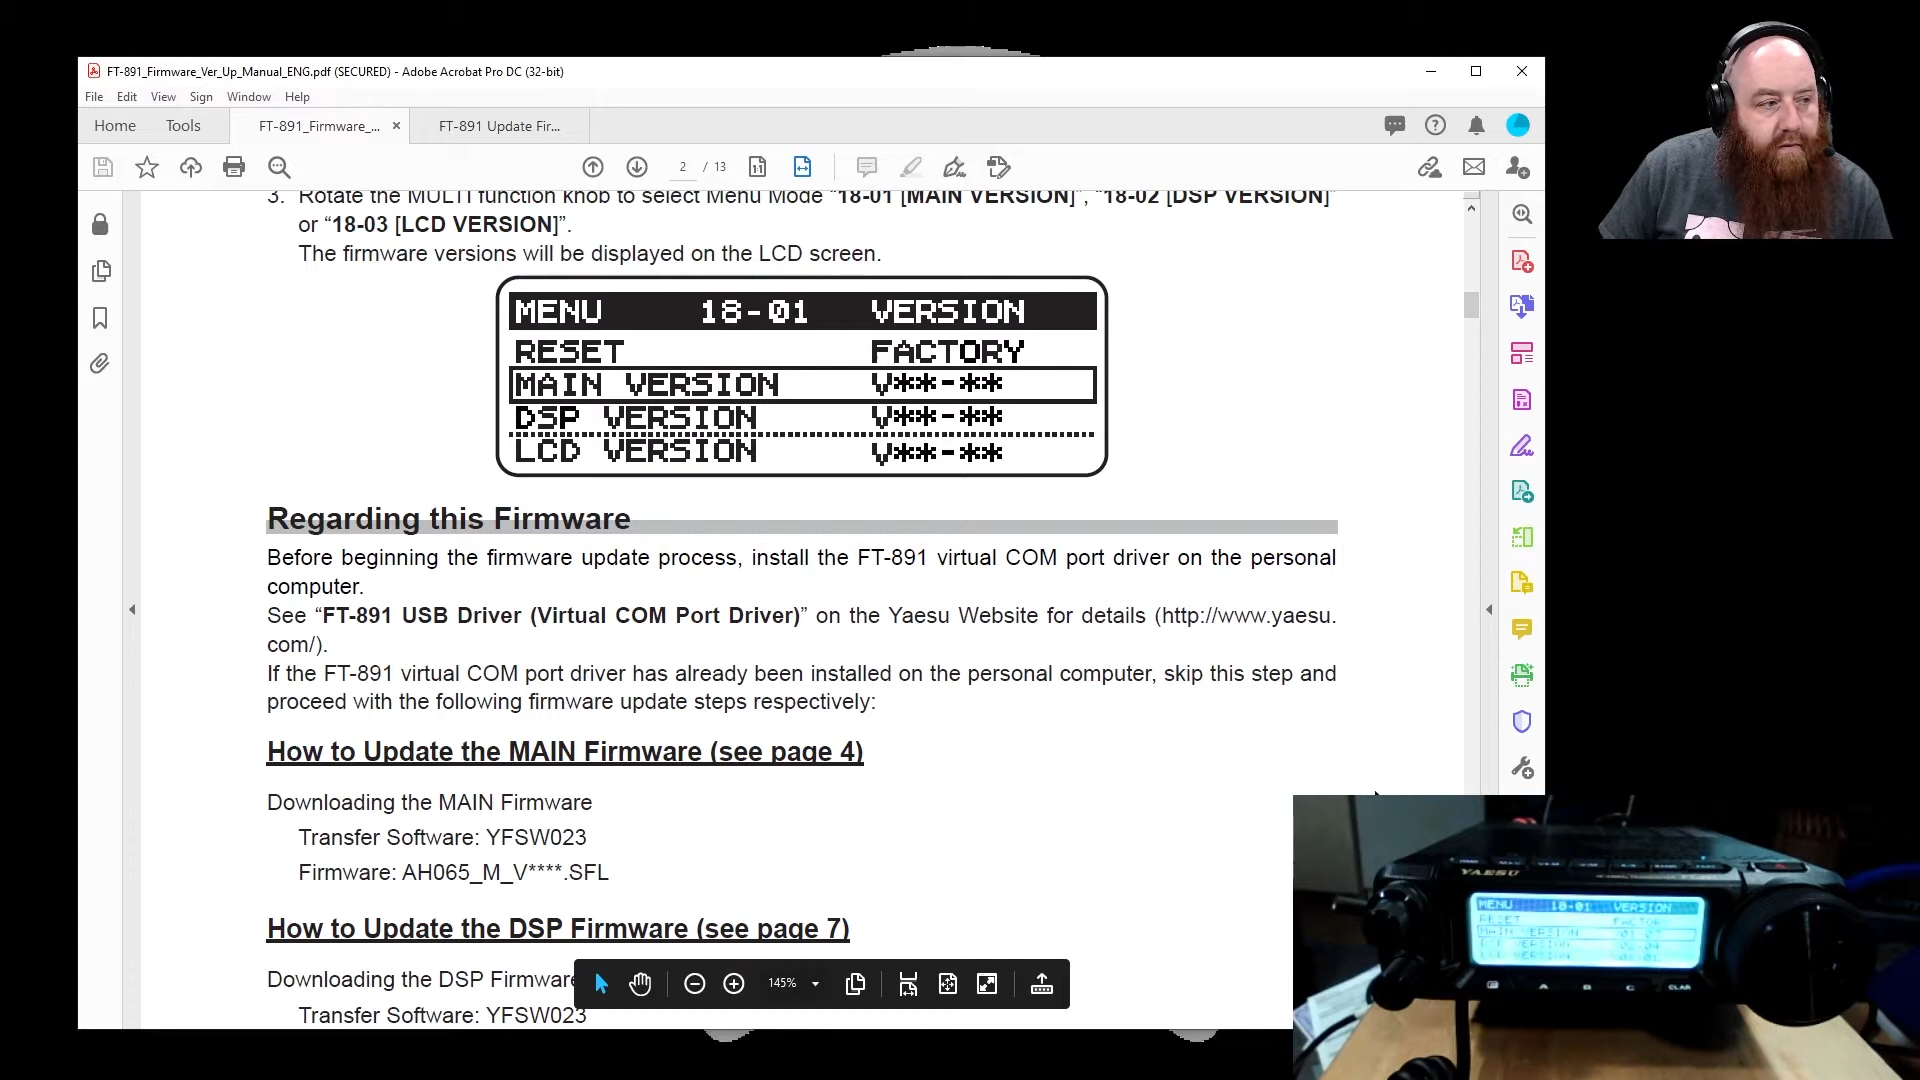 FT-891_Firmware_Ver_Up_Manual_ENG.pdf (SECURED) - Adobe Acrobat Pro DC (32-bit)
File Edit View Sign Window Help
Home Tools FT-891_Firmware_... × FT-891 Update Fir...
2 / 13
3. Rotate the MULTI function knob to select Menu Mode “18-01 [MAIN VERSION]”, “18-02 [DSP VERSION]”
or “18-03 [LCD VERSION]”.
The firmware versions will be displayed on the LCD screen.
MENU 18-01 VERSION
RESET FACTORY
MAIN VERSION V**-**
DSP VERSION V**-**
LCD VERSION V**-**
Regarding this Firmware
Before beginning the firmware update process, install the FT-891 virtual COM port driver on the personal
computer.
See “FT-891 USB Driver (Virtual COM Port Driver)” on the Yaesu Website for details (http://www.yaesu.
com/).
If the FT-891 virtual COM port driver has already been installed on the personal computer, skip this step and
proceed with the following firmware update steps respectively:
How to Update the MAIN Firmware (see page 4)
Downloading the MAIN Firmware
Transfer Software: YFSW023
Firmware: AH065_M_V****.SFL
How to Update the DSP Firmware (see page 7)
Downloading the DSP Firmware
Transfer Software: YFSW023
145%
YAESU
MENU 18-01 VERSION
RESET
MAIN VERSION
A B C CLAR